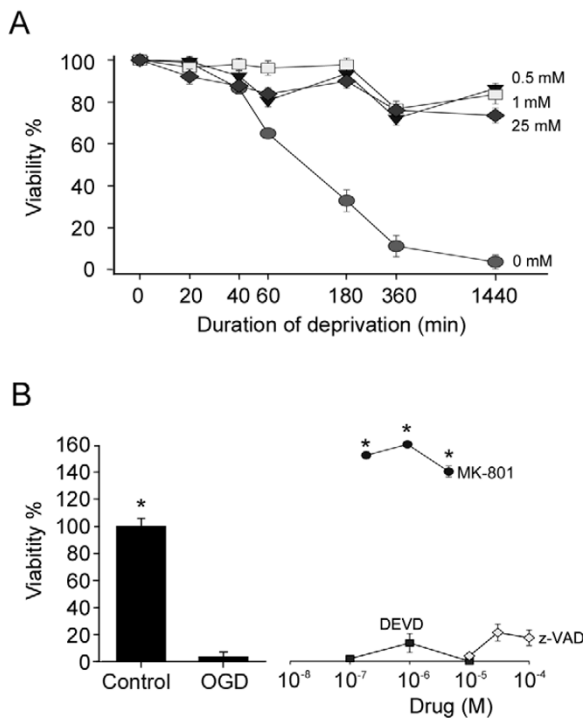 A
Viability %
100
80
60
40
20
0
0.5 mM
1 mM
25 mM
0 mM
0 20 40 60 180 360 1440
Duration of deprivation (min)
B
Viabitity %
160
140
120
100
80
60
40
20
0
*
Control OGD
* * *
MK-801
DEVD
z-VAD
10⁻⁸ 10⁻⁷ 10⁻⁶ 10⁻⁵ 10⁻⁴
Drug (M)